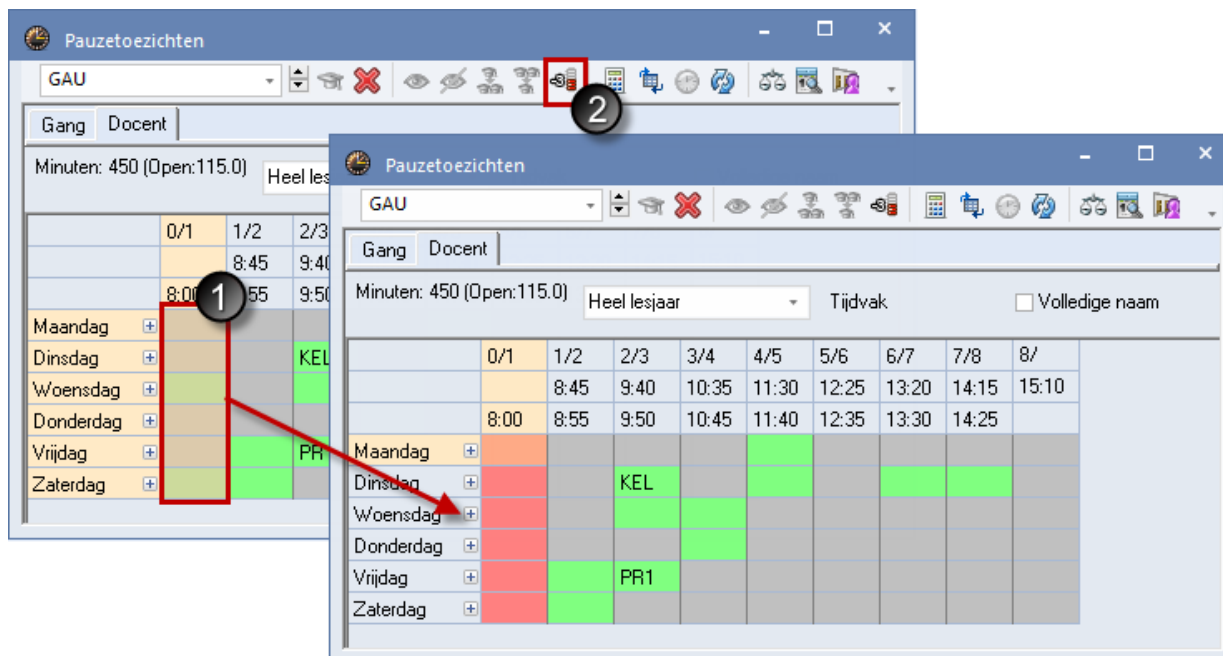 Pauzetoezichten
GAU
2
Gang Docent
Minuten: 450 (Open:115.0) Heel les
0/1 1/2 2/3
8:45 9:40
8:00 55 9:50
1
Maandag
Dinsdag KEL
Woensdag
Donderdag
Vrijdag PR
Zaterdag
Pauzetoezichten
GAU
Gang Docent
Minuten: 450 (Open:115.0) Heel lesjaar Tijdvak Volledige naam
0/1 1/2 2/3 3/4 4/5 5/6 6/7 7/8 8/
8:45 9:40 10:35 11:30 12:25 13:20 14:15 15:10
8:00 8:55 9:50 10:45 11:40 12:35 13:30 14:25
Maandag
Dinsdag KEL
Woensdag
Donderdag
Vrijdag PR1
Zaterdag